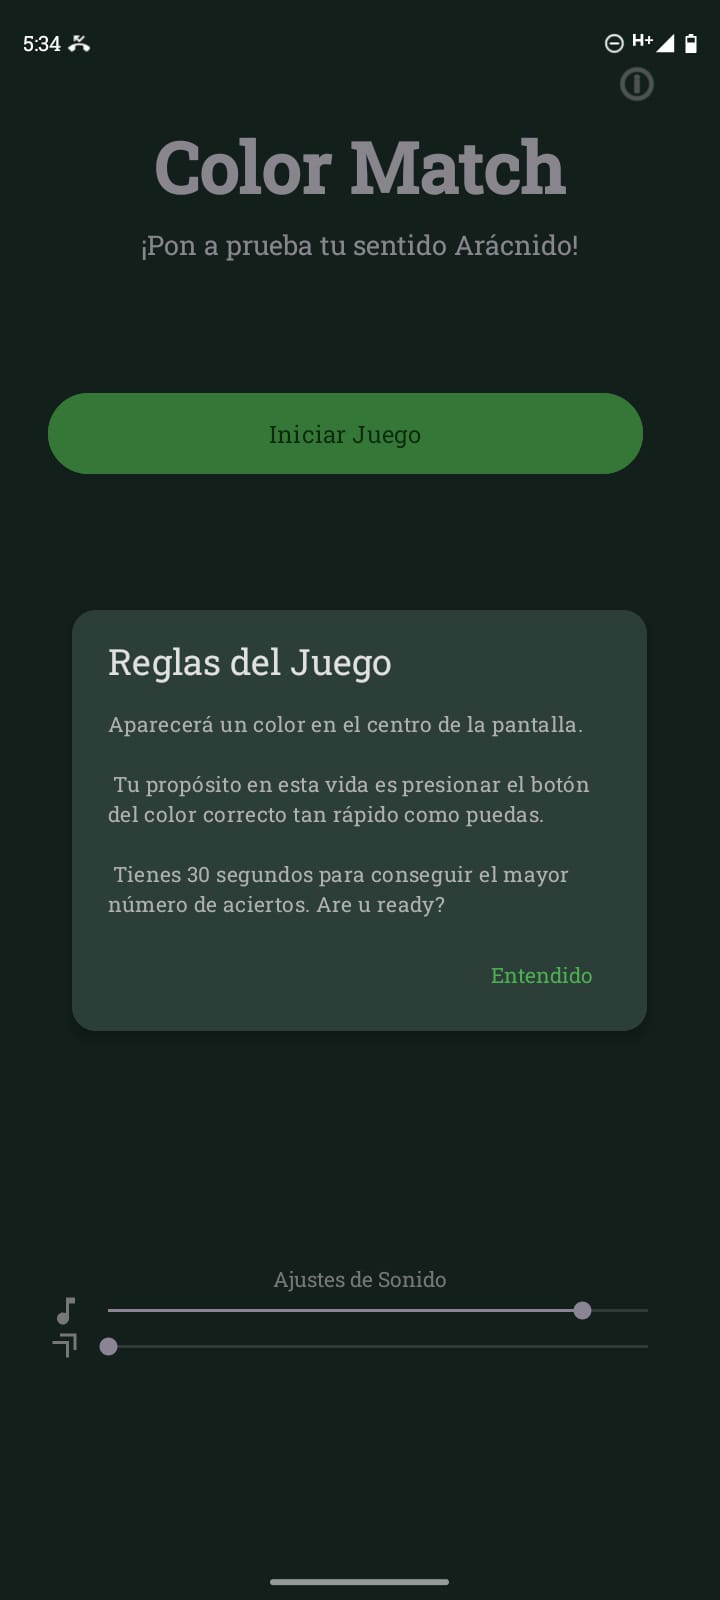 5:34
H+
Color Match
¡Pon a prueba tu sentido Arácnido!
Iniciar Juego
Reglas del Juego
Aparecerá un color en el centro de la pantalla.
Tu propósito en esta vida es presionar el botón
del color correcto tan rápido como puedas.
Tienes 30 segundos para conseguir el mayor
número de aciertos. Are u ready?
Entendido
Ajustes de Sonido